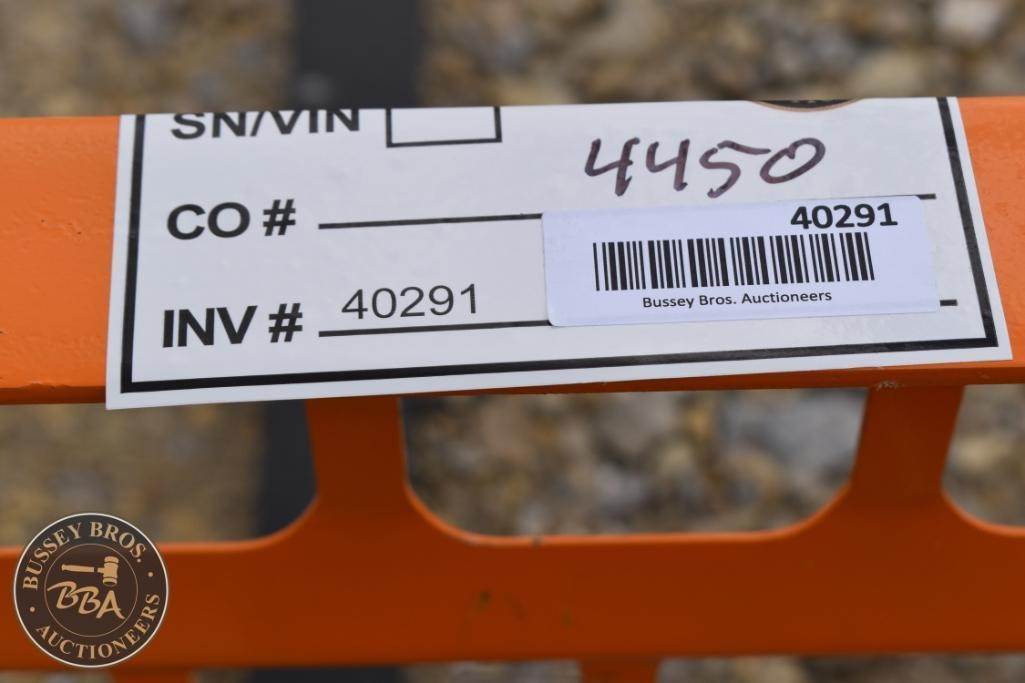 SN/VIN
4450
CO #
40291
INV # 40291
Bussey Bros. Auctioneers
BUSSEY BROS.
BBA
AUCTIONEERS